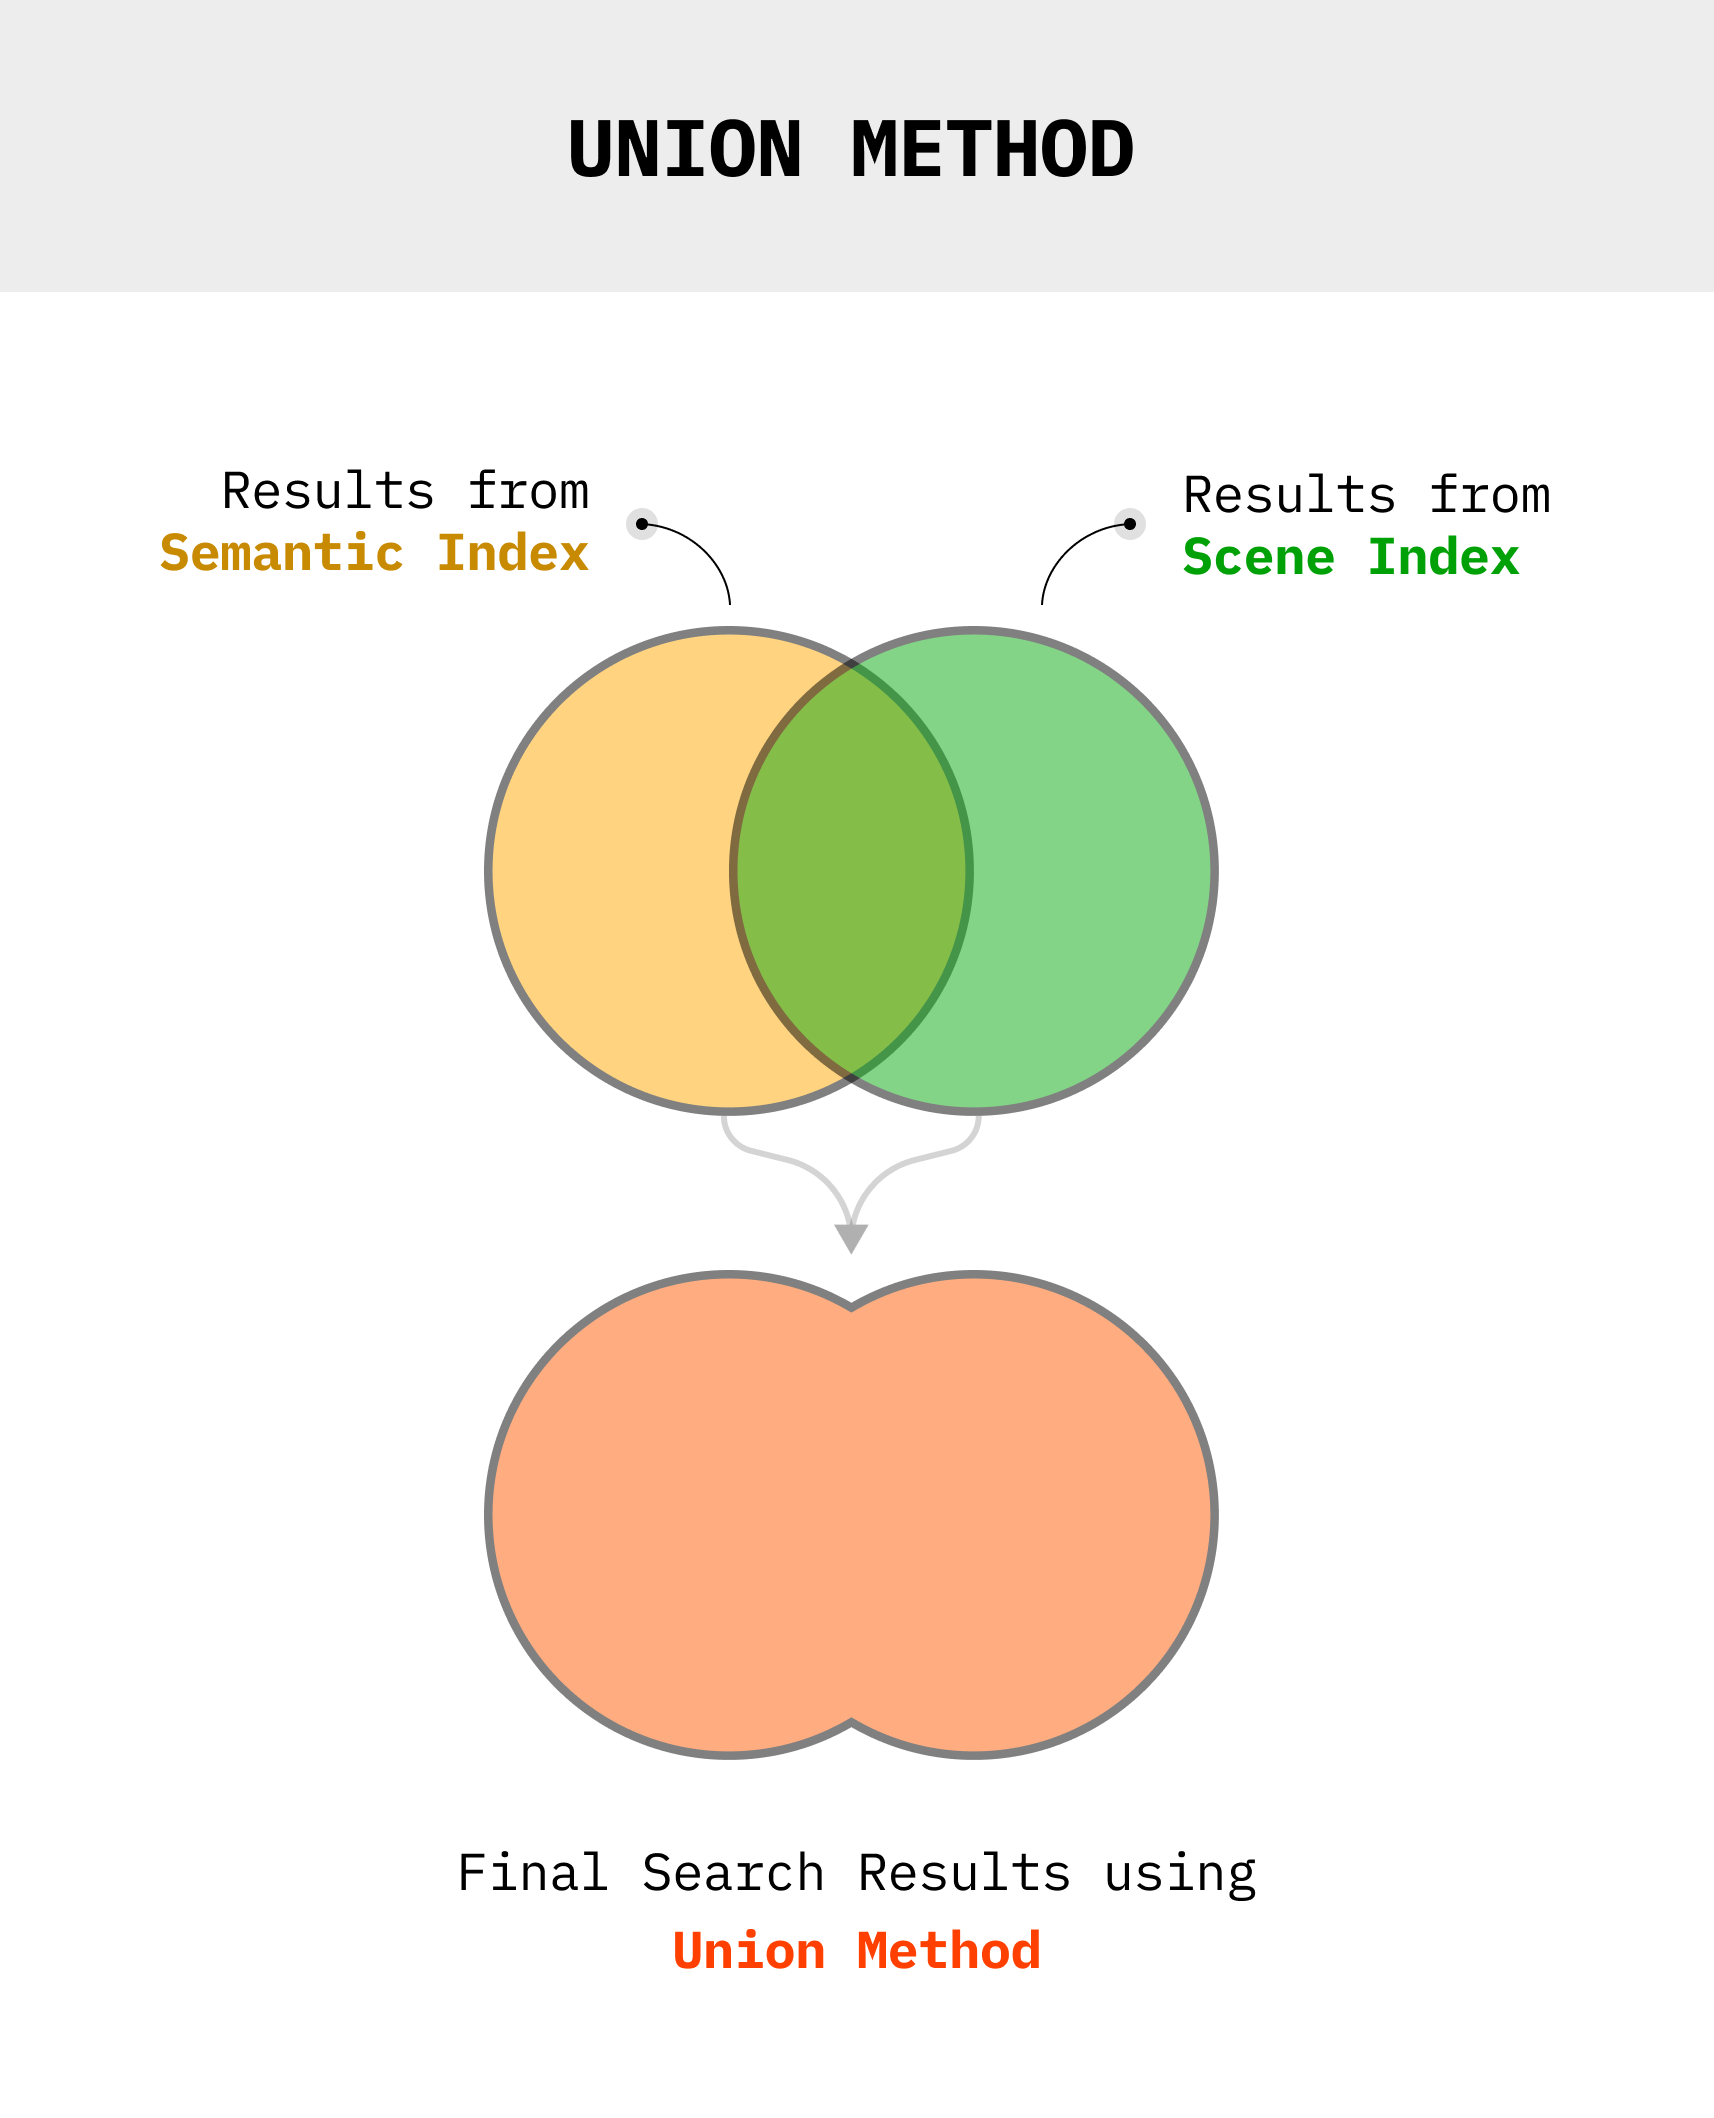 UNION METHOD
Results from
Semantic Index
Results from
Scene Index
Final Search Results using
Union Method